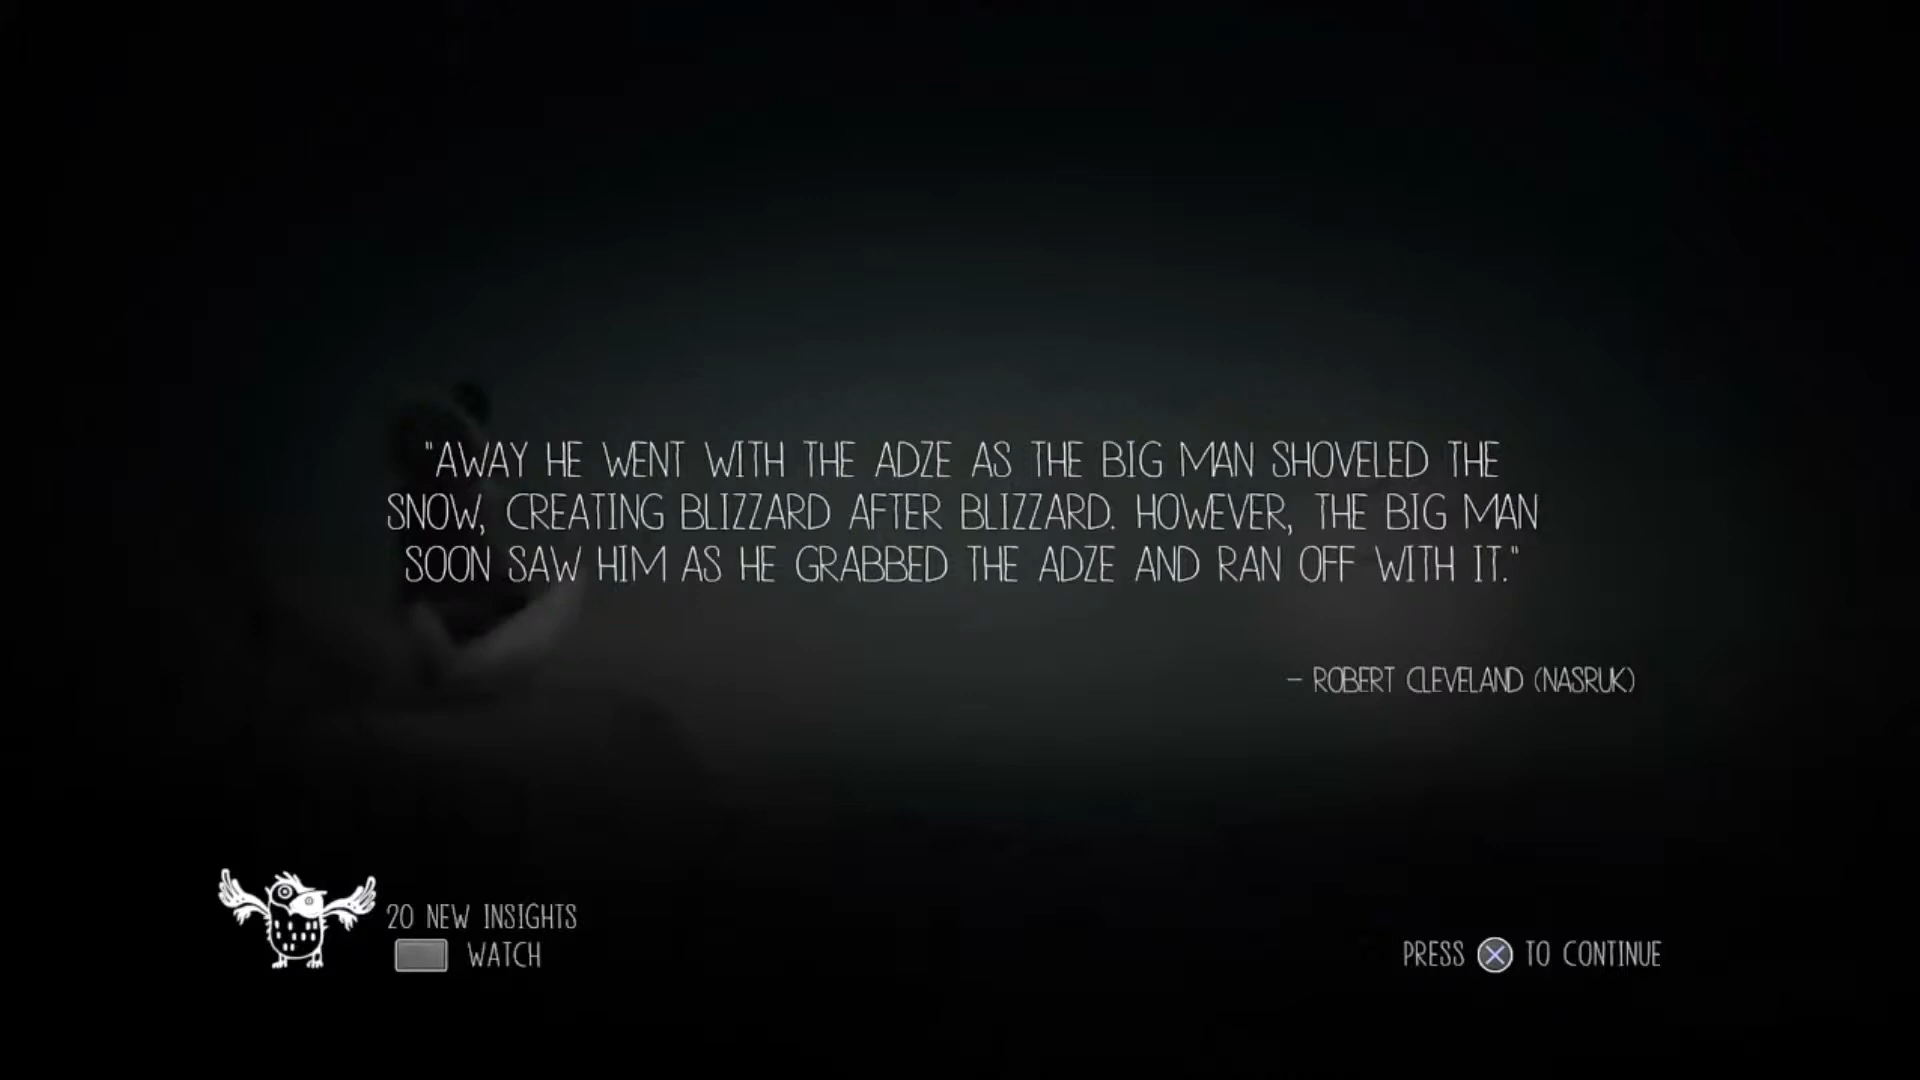 "AWAY HE WENT WITH THE ADZE AS THE BIG MAN SHOVELED THE
SNOW, CREATING BLIZZARD AFTER BLIZZARD. HOWEVER, THE BIG MAN
SOON SAW HIM AS HE GRABBED THE ADZE AND RAN OFF WITH IT."
– ROBERT CLEVELAND (NASRUK)
20 NEW INSIGHTS
WATCH
PRESS TO CONTINUE